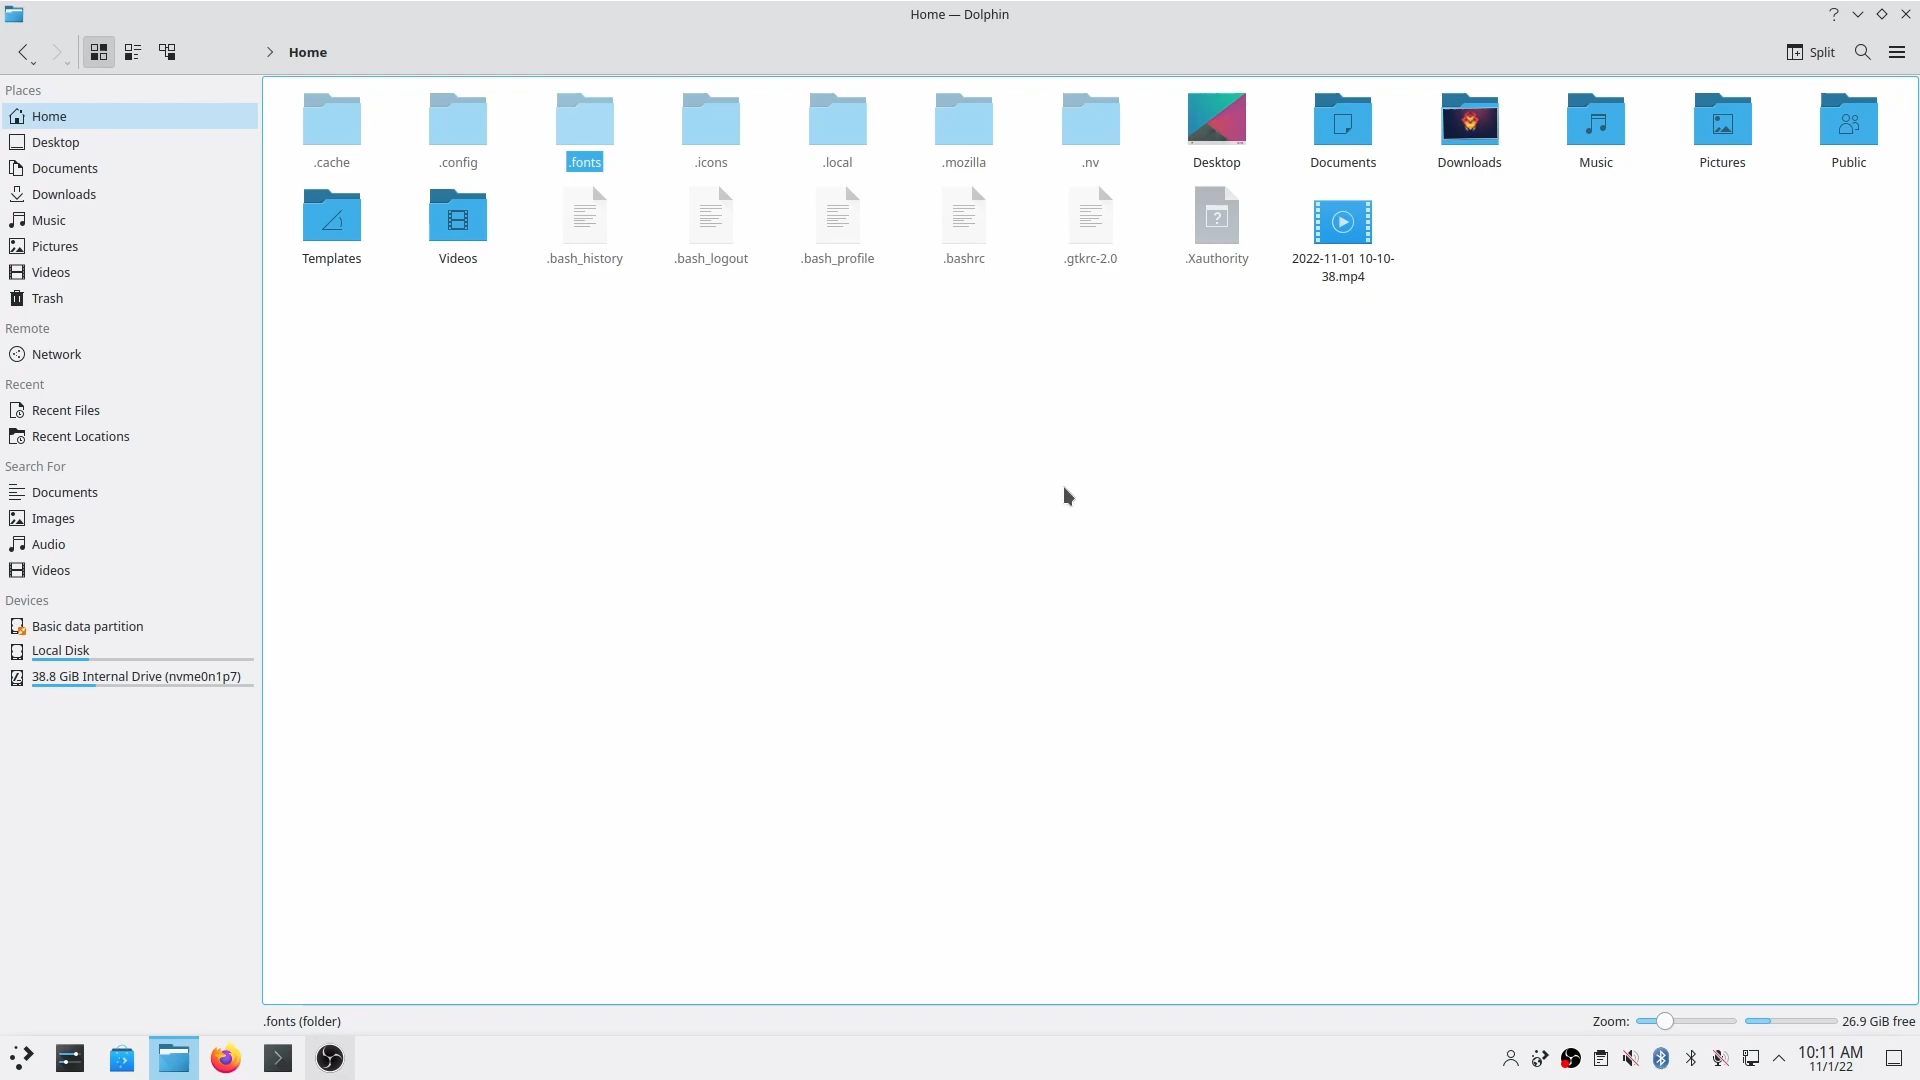 Home — Dolphin
Home
Split
Places
Home
Desktop
Documents
Downloads
Music
Pictures
Videos
Trash
Remote
Network
Recent
Recent Files
Recent Locations
Search For
Documents
Images
Audio
Videos
Devices
Basic data partition
Local Disk
38.8 GiB Internal Drive (nvme0n1p7)
.cache
.config
.fonts
.icons
.local
.mozilla
.nv
Desktop
Documents
Downloads
Music
Pictures
Public
Templates
Videos
.bash_history
.bash_logout
.bash_profile
.bashrc
.gtkrc-2.0
.Xauthority
2022-11-01 10-10-
38.mp4
.fonts (folder)
Zoom:
26.9 GiB free
10:11 AM
11/1/22